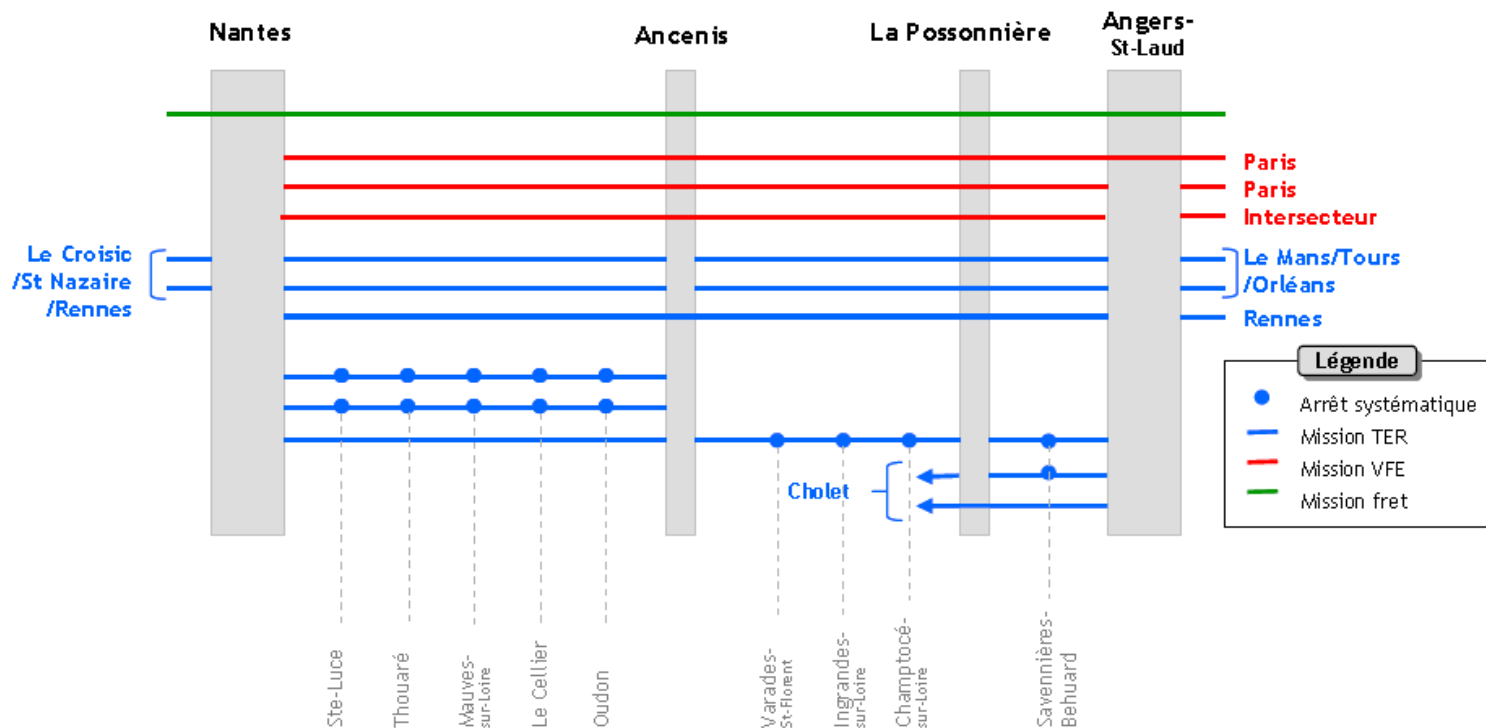 Nantes
Ancenis
La Possonnière
Angers-
St-Laud
Paris
Paris
Intersecteur
Le Croisic
/St Nazaire
/Rennes
Le Mans/Tours
/Orléans
Rennes
Légende
Arrêt systématique
Mission TER
Mission VFE
Mission fret
Cholet
Ste-Luce
Thouaré
Mauves-
sur-Loire
Le Cellier
Oudon
Varades-
St-Florent
Ingrandes-
sur-Loire
Champtocé-
sur-Loire
Savennières-
Behuard